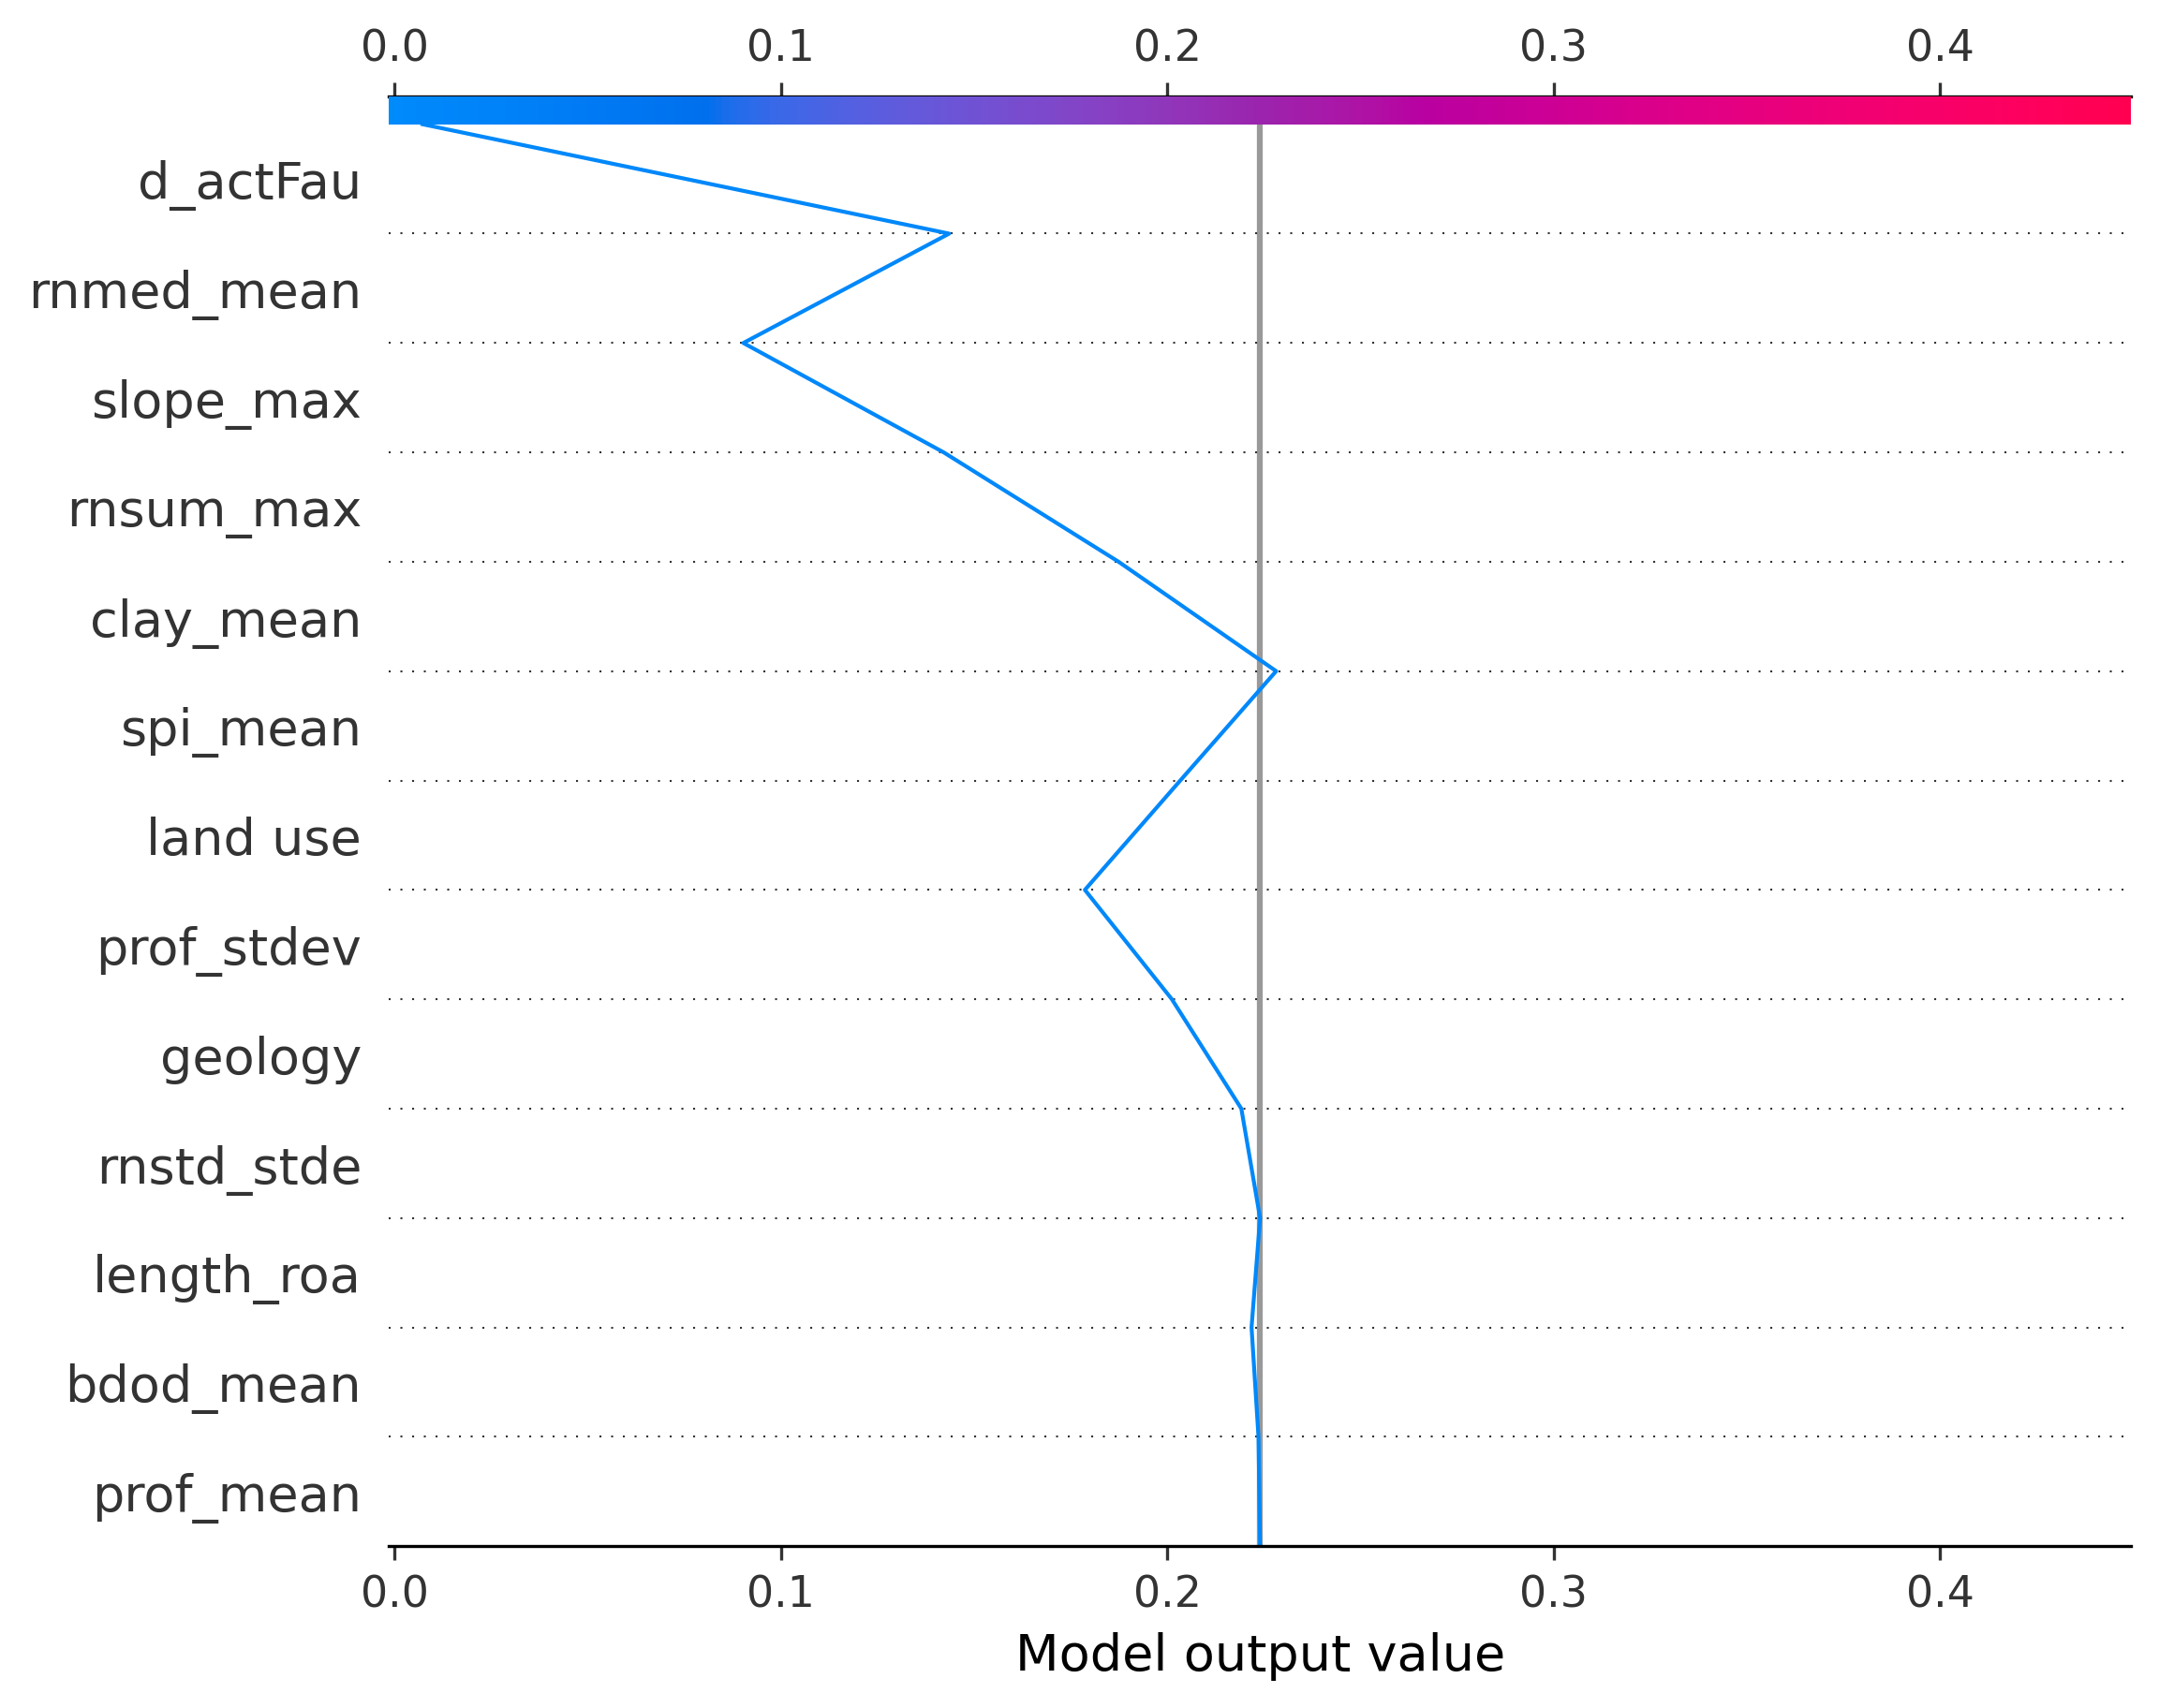 0.0 0.1 0.2 0.3 0.4
d_actFau
rnmed_mean
slope_max
rnsum_max
clay_mean
spi_mean
land use
prof_stdev
geology
rnstd_stde
length_roa
bdod_mean
prof_mean
0.0 0.1 0.2 0.3 0.4
Model output value